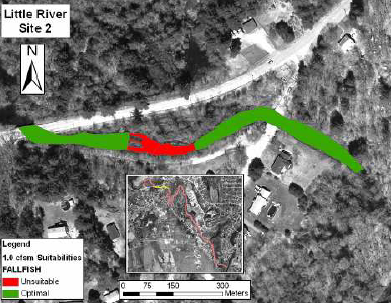 Little River
Site 2
N
Legend
1.0 cfsm Suitabilities
FALLFISH
Unsuitable
Optimal
0 75 150 300
Meters